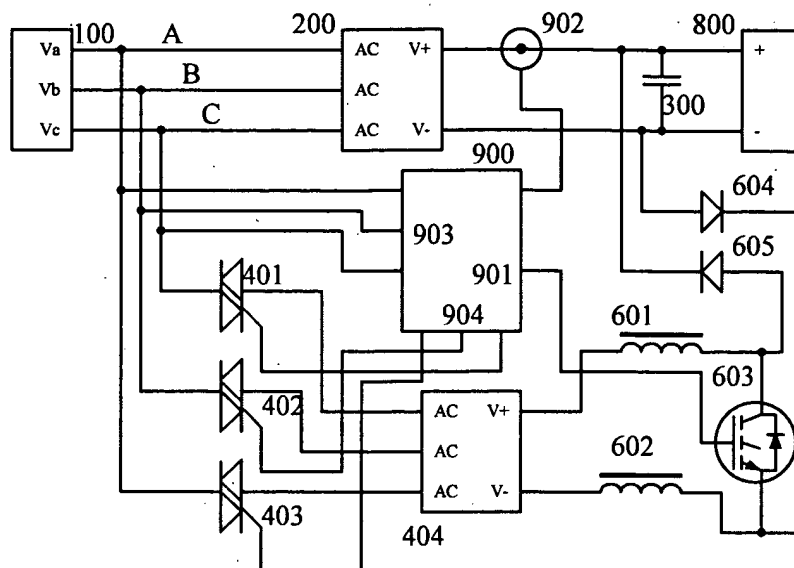 100 A 200 902 800
Va AC V+ +
Vb B AC 300
Vc C AC V- -
900
604
903
605
401 901
904 601
603
402 AC V+
AC 602
403 AC V-
404